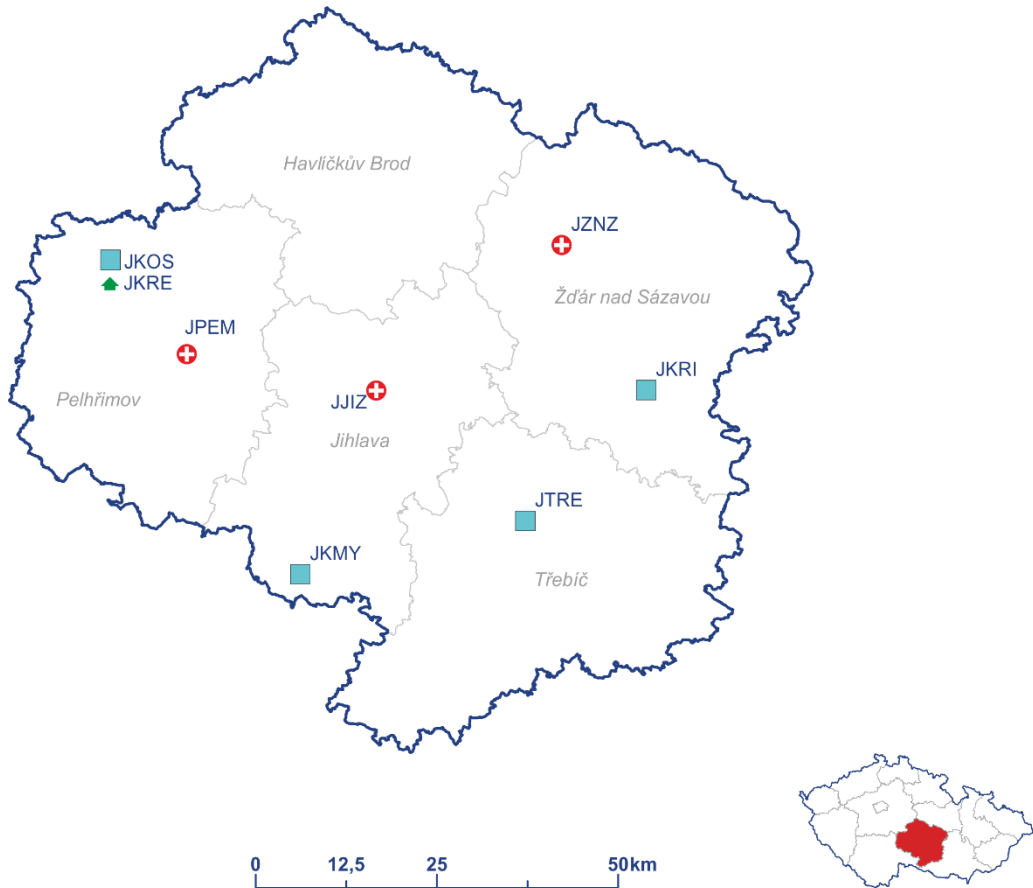 Havlíčkův Brod
JZNZ
JKOS
JKRE
Žďár nad Sázavou
JPEM
JKRI
Pelhřimov
JJIZ
Jihlava
JTRE
JKMY
Třebíč
0 12,5 25 50km